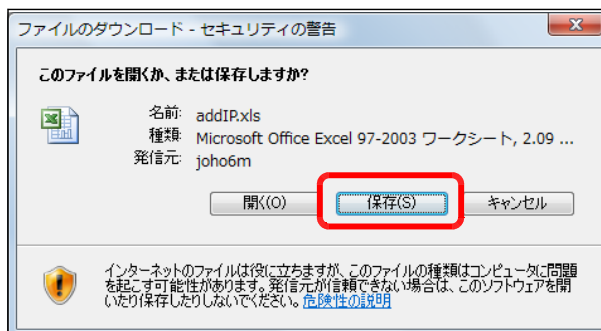 ファイルのダウンロード - セキュリティの警告
このファイルを開くか、または保存しますか?
名前: addIP.xls
種類: Microsoft Office Excel 97-2003 ワークシート, 2.09 ...
発信元: joho6m
開く(O) 保存(S) キャンセル
インターネットのファイルは役に立ちますが、このファイルの種類はコンピュータに問題
を起こす可能性があります。発信元が信頼できない場合は、このソフトウェアを開
いたり保存したりしないでください。危険性の説明